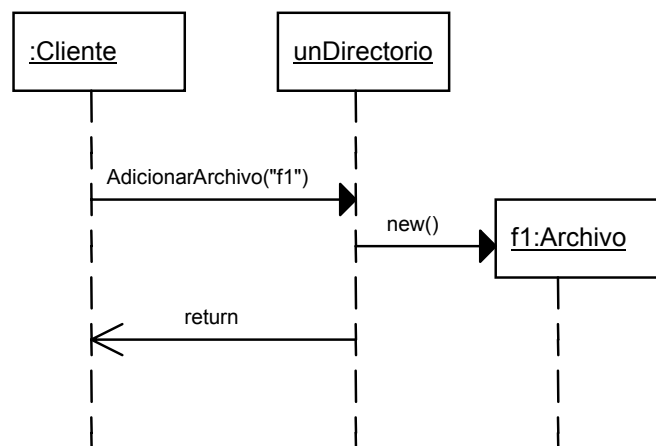 :Cliente
unDirectorio
AdicionarArchivo("f1")
new()
f1:Archivo
return